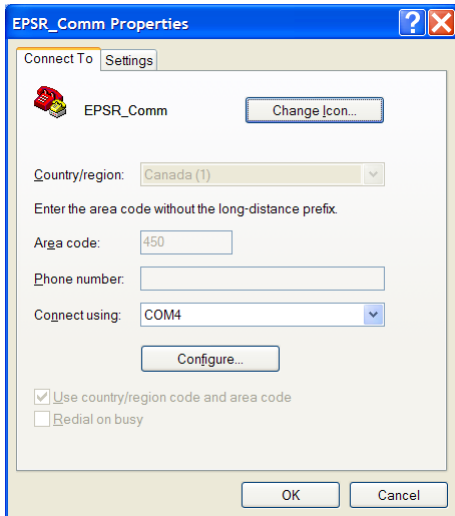 EPSR_Comm Properties
Connect To Settings
EPSR_Comm Change Icon...
Country/region: Canada (1)
Enter the area code without the long-distance prefix.
Area code: 450
Phone number:
Connect using: COM4
Configure...
Use country/region code and area code
Redial on busy
OK Cancel